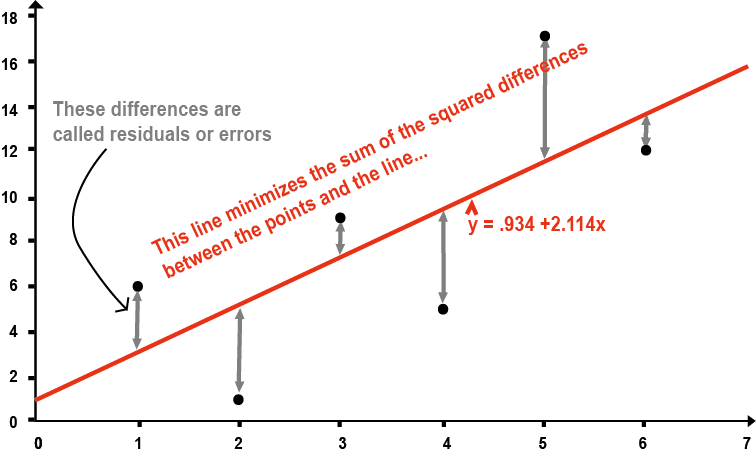 18
16
14
12
10
8
6
4
2
0
These differences are
called residuals or errors
This line minimizes the sum of the squared differences
between the points and the line...
y = .934 +2.114x
0 1 2 3 4 5 6 7